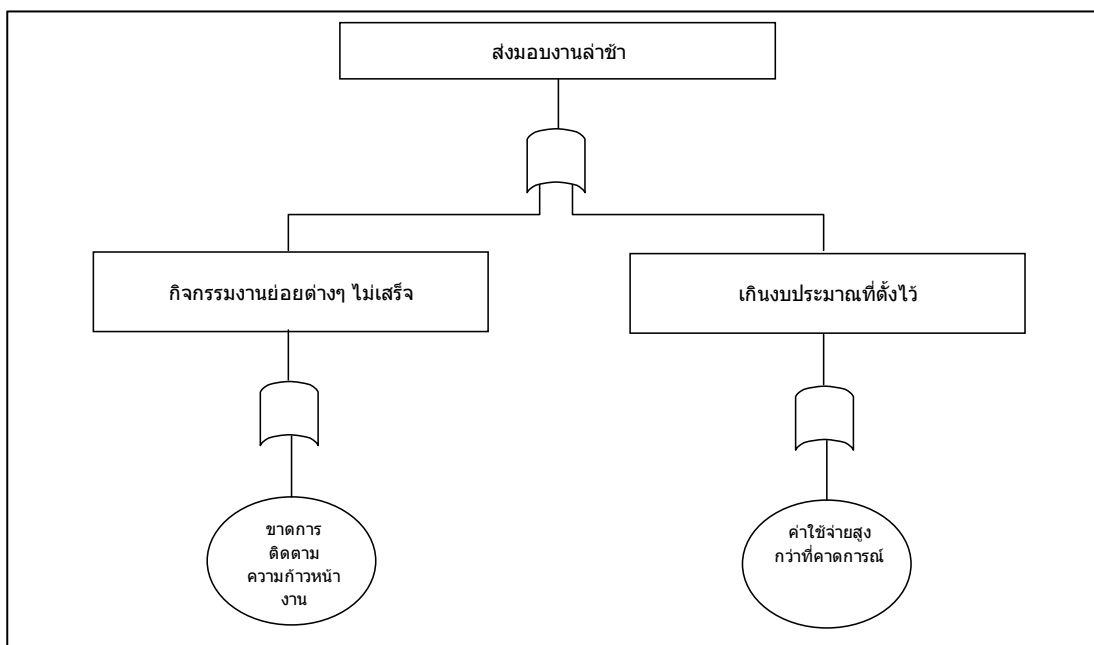 ส่งมอบงานล่าช้า
กิจกรรมงานย่อยต่างๆ ไม่เสร็จ
เกินงบประมาณที่ตั้งไว้
ขาดการ
ติดตาม
ความก้าวหน้า
งาน
ค่าใช้จ่ายสูง
กว่าที่คาดการณ์